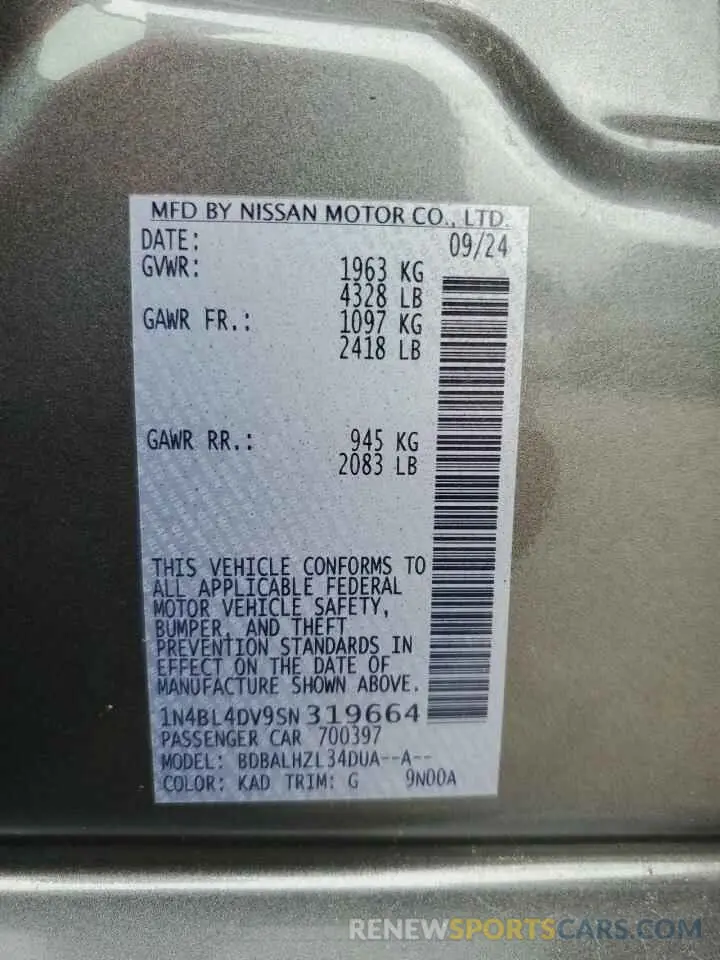 MFD BY NISSAN MOTOR CO., LTD.
DATE: 09/24
GVWR: 1963 KG
4328 LB
GAWR FR.: 1097 KG
2418 LB
GAWR RR.: 945 KG
2083 LB
THIS VEHICLE CONFORMS TO
ALL APPLICABLE FEDERAL
MOTOR VEHICLE SAFETY,
BUMPER, AND THEFT
PREVENTION STANDARDS IN
EFFECT ON THE DATE OF
MANUFACTURE SHOWN ABOVE.
1N4BL4DV9SN319664
PASSENGER CAR 700397
MODEL: BDBALHZL34DUA--A--
COLOR: KAD TRIM: G 9N00A
RENEWSPORTSCARS.COM